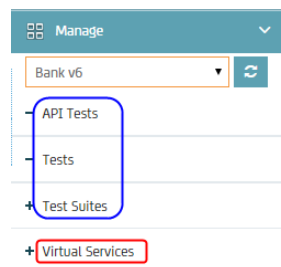 Manage
Bank v6
- API Tests
- Tests
+ Test Suites
+ Virtual Services